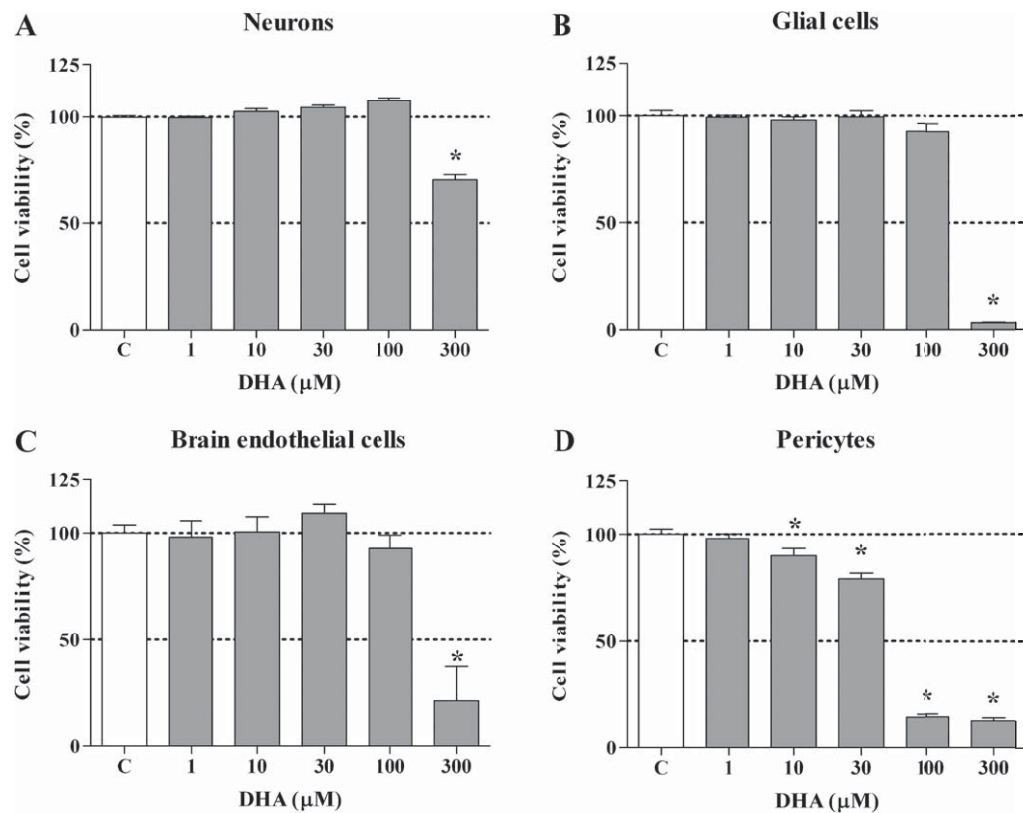 A Neurons
Cell viability (%)
125
100
50
0
*
C 1 10 30 100 300
DHA (μM)
B Glial cells
Cell viability (%)
125
100
50
0
*
C 1 10 30 100 300
DHA (μM)
C Brain endothelial cells
Cell viability (%)
125
100
50
0
*
C 1 10 30 100 300
DHA (μM)
D Pericytes
Cell viability (%)
125
100
50
0
* * * *
C 1 10 30 100 300
DHA (μM)